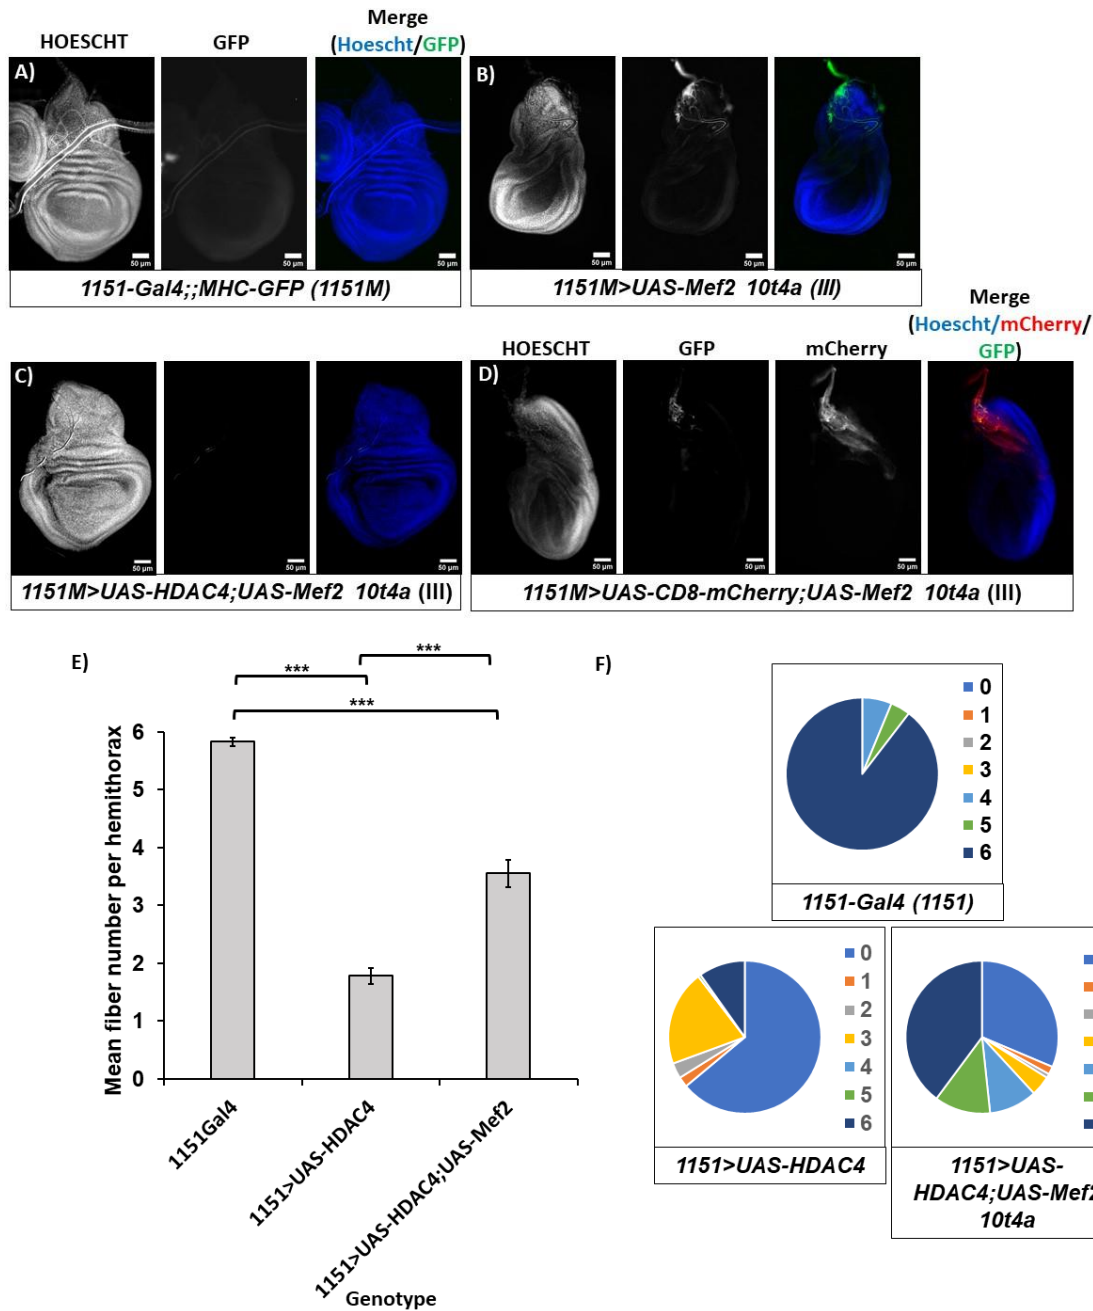 HOESCHT GFP Merge
(Hoescht/GFP)
A)
50 µm 50 µm 50 µm
1151-Gal4;;MHC-GFP (1151M)
B)
50 µm 50 µm 50 µm
1151M>UAS-Mef2 10t4a (III)
C)
50 µm 50 µm 50 µm
1151M>UAS-HDAC4;UAS-Mef2 10t4a (III)
HOESCHT GFP mCherry Merge
(Hoescht/mCherry/
GFP)
D)
50 µm 50 µm 50 µm 50 µm
1151M>UAS-CD8-mCherry;UAS-Mef2 10t4a (III)
E)
***
***
***
Mean fiber number per hemithorax
6
5
4
3
2
1
0
1151Gal4
1151>UAS-HDAC4
1151>UAS-HDAC4;UAS-Mef2
Genotype
F)
0
1
2
3
4
5
6
1151-Gal4 (1151)
0
1
2
3
4
5
6
1151>UAS-HDAC4
1151>UAS-
HDAC4;UAS-Mef2
10t4a